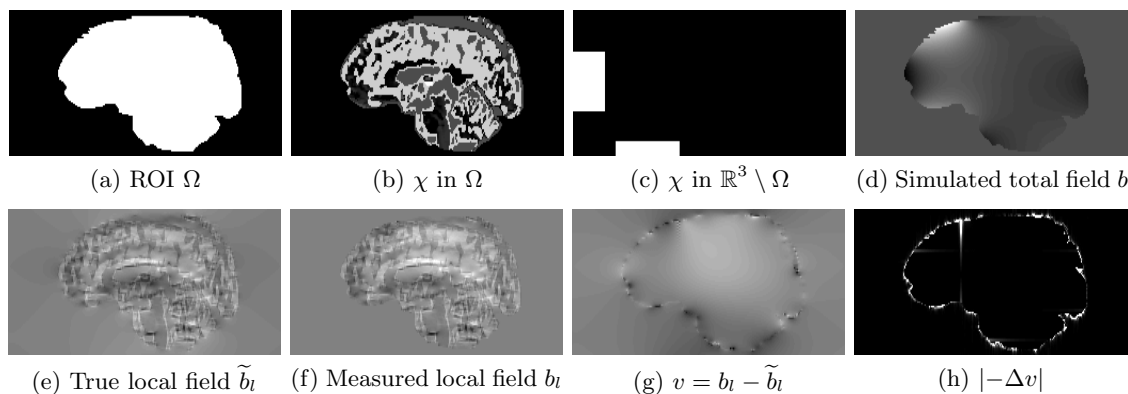 (a) ROI Ω
(b) χ in Ω
(c) χ in ℝ³ \ Ω
(d) Simulated total field b
(e) True local field b̃ₗ
(f) Measured local field bₗ
(g) v = bₗ − b̃ₗ
(h) |−Δv|